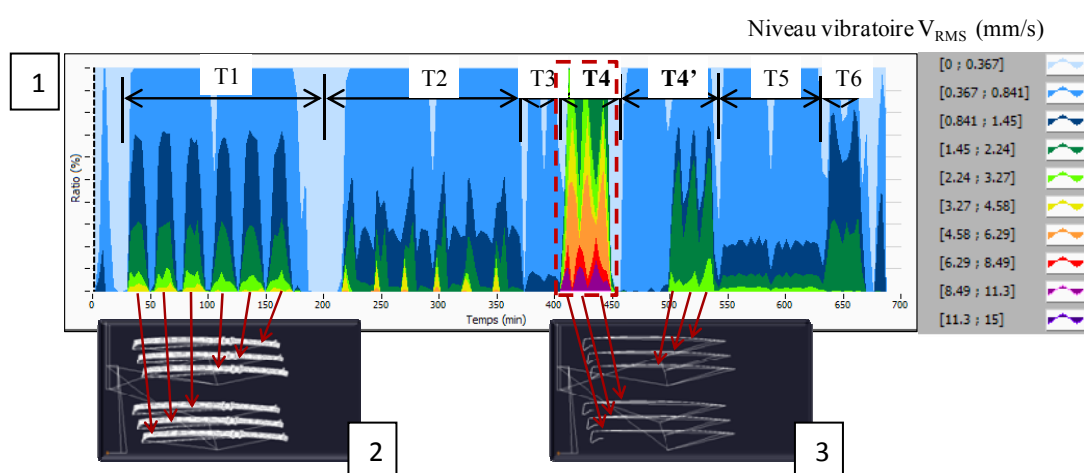 Niveau vibratoire VRMS (mm/s)
1
T1
T2
T3
T4
T4’
T5
T6
Ratio (%)
0
50
100
150
200
250
300
350
400
450
500
550
600
650
700
Temps (min)
[0 ; 0.367]
[0.367 ; 0.841]
[0.841 ; 1.45]
[1.45 ; 2.24]
[2.24 ; 3.27]
[3.27 ; 4.58]
[4.58 ; 6.29]
[6.29 ; 8.49]
[8.49 ; 11.3]
[11.3 ; 15]
2
3